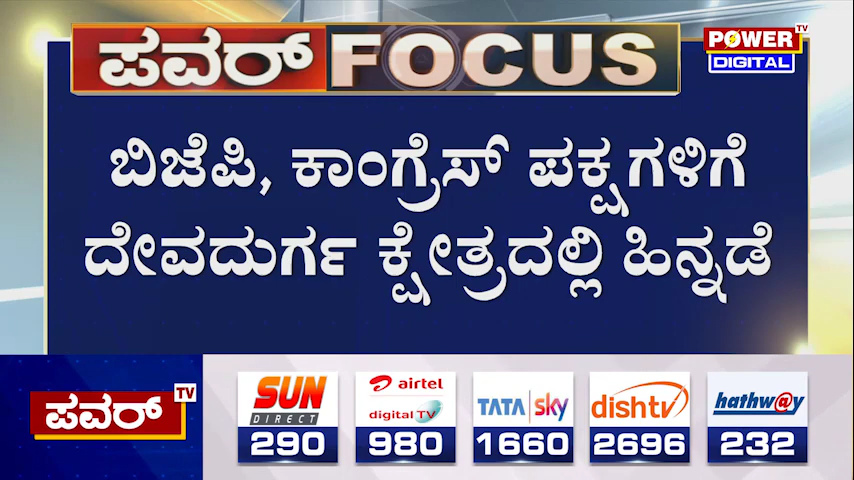 ಪವರ್ FOCUS
POWER TV
DIGITAL
ಬಿಜೆಪಿ, ಕಾಂಗ್ರೆಸ್ ಪಕ್ಷಗಳಿಗೆ
ದೇವದುರ್ಗ ಕ್ಷೇತ್ರದಲ್ಲಿ ಹಿನ್ನಡೆ
ಪವರ್ TV
SUN DIRECT 290
airtel digital TV 980
TATA sky 1660
dishtv 2696
hathw@y 232